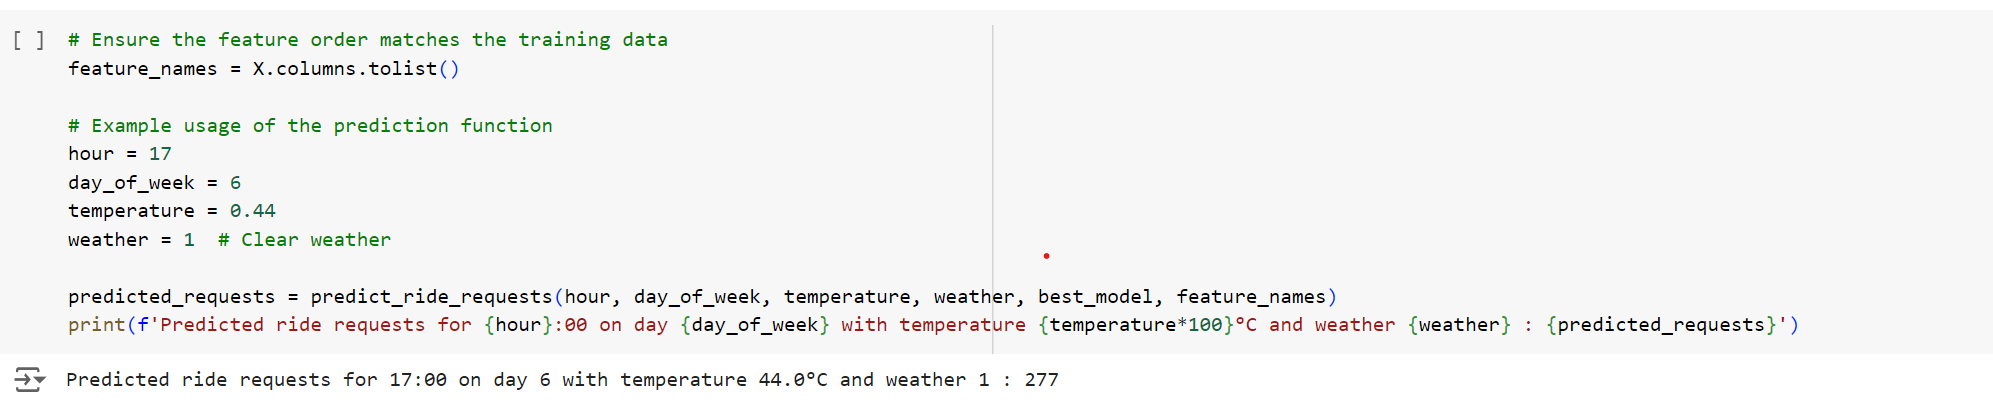 [ ] # Ensure the feature order matches the training data
feature_names = X.columns.tolist()
# Example usage of the prediction function
hour = 17
day_of_week = 6
temperature = 0.44
weather = 1  # Clear weather
predicted_requests = predict_ride_requests(hour, day_of_week, temperature, weather, best_model, feature_names)
print(f'Predicted ride requests for {hour}:00 on day {day_of_week} with temperature {temperature*100}°C and weather {weather} : {predicted_requests}')
Predicted ride requests for 17:00 on day 6 with temperature 44.0°C and weather 1 : 277